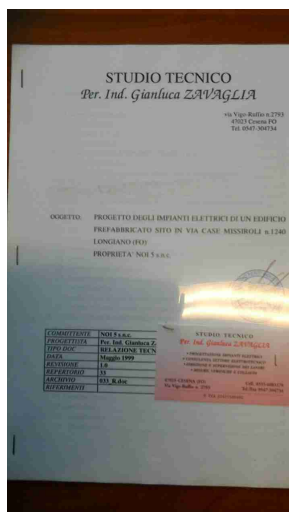 STUDIO TECNICO
Per. Ind. Gianluca ZAVAGLIA
via Vigo-Ruffio n.2793
47023 Cesena FO
Tel. 0547-304734
OGGETTO. PROGETTO DEGLI IMPIANTI ELETTRICI DI UN EDIFICIO
PREFABBRICATO SITO IN VIA CASE MISSIROLI n.1240
LONGIANO (FO)
PROPRIETA' NOI 5 s.n.c.
COMMITTENTE NOI 5 s.n.c.
PROGETTISTA Per. Ind. Gianluca Z
TIPO DOC RELAZIONE TECN
DATA Maggio 1999
REVISIONE 1.0
REPERTORIO 33
ARCHIVIO 033_R.doc
RIFERIMENTI
STUDIO TECNICO
Per. Ind. Gianluca ZAVAGLIA
• PROGETTAZIONE IMPIANTI ELETTRICI